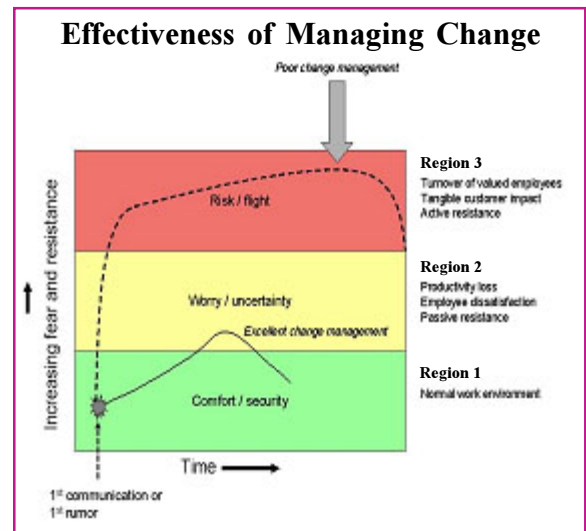 Effectiveness of Managing Change
Poor change management
Region 3
Turnover of valued employees
Tangible customer impact
Active resistance
Risk / flight
Region 2
Productivity loss
Employee dissatisfaction
Passive resistance
Worry / uncertainty
Excellent change management
Region 1
Normal work environment
Comfort / security
Increasing fear and resistance
Time
1st communication or
1st rumor